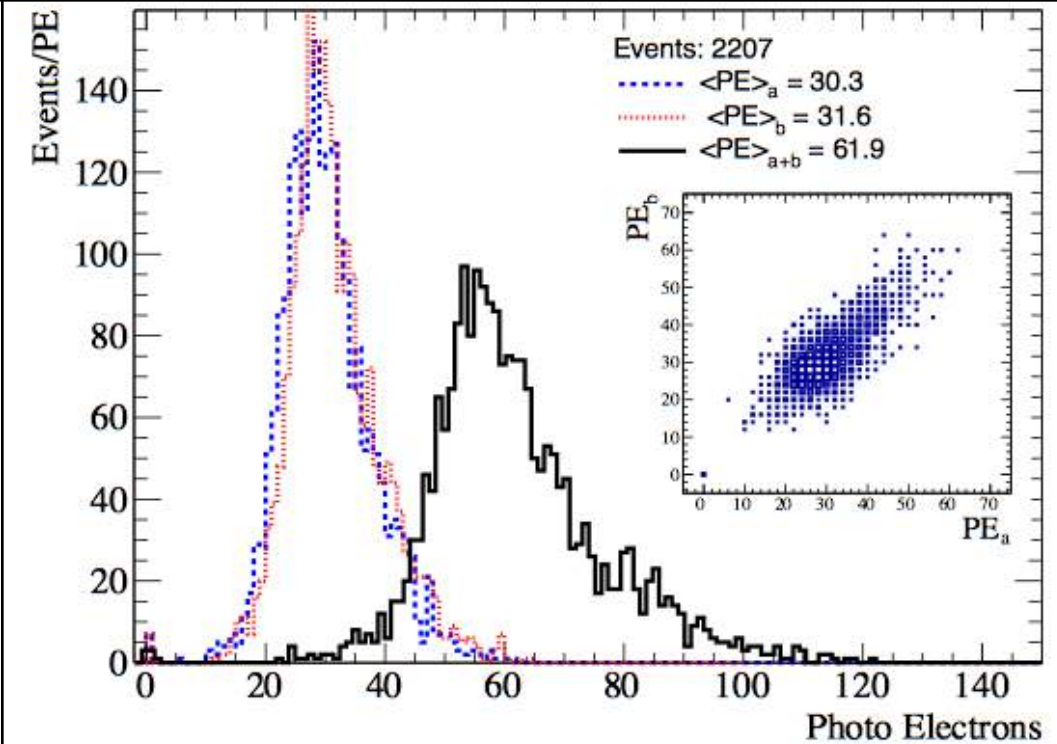 Events/PE
140
120
100
80
60
40
20
0
Events: 2207
<PE>a = 30.3
<PE>b = 31.6
<PE>a+b = 61.9
PEb
70
60
50
40
30
20
10
0
0 10 20 30 40 50 60 70
PEa
0 20 40 60 80 100 120 140
Photo Electrons